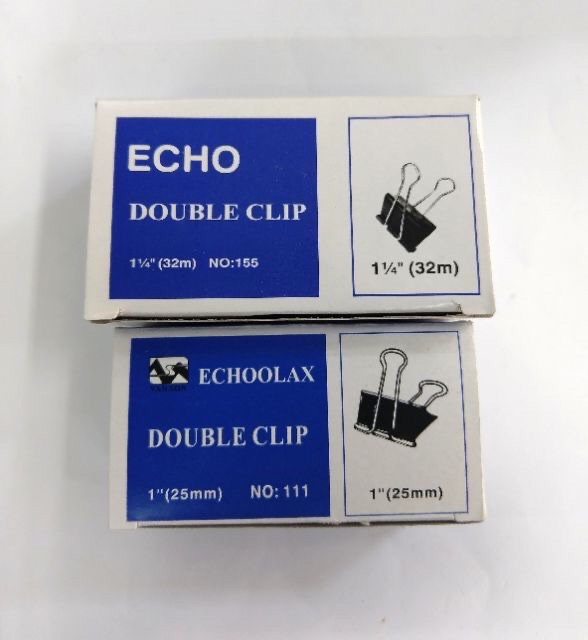 ECHO
DOUBLE CLIP
1¼" (32m) NO:155
1¼" (32m)
ECHOOLAX
DOUBLE CLIP
1"(25mm) NO: 111
1"(25mm)